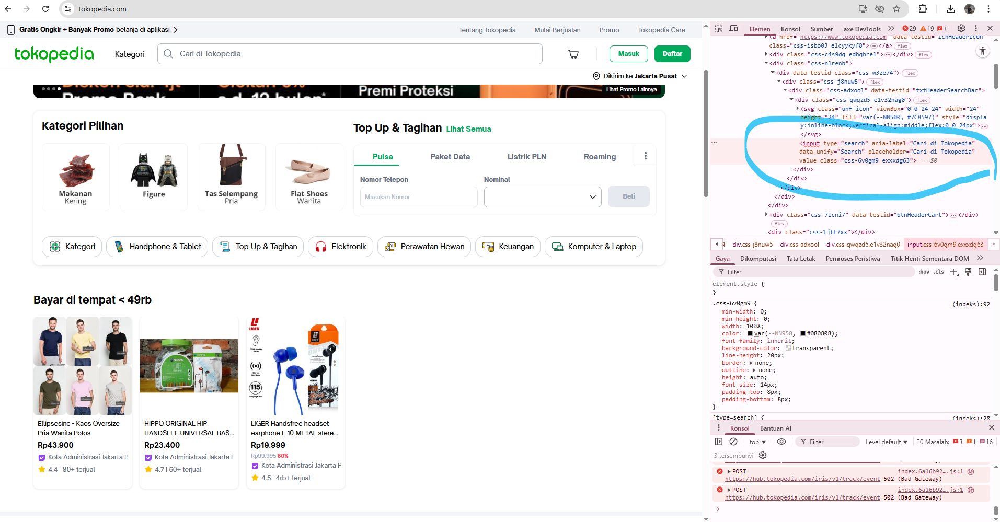 tokopedia.com
Gratis Ongkir + Banyak Promo belanja di aplikasi
Tentang Tokopedia Mulai Berjualan Promo Tokopedia Care
tokopedia Kategori Cari di Tokopedia Masuk Daftar
Dikirim ke Jakarta Pusat
Premi Proteksi
Lihat Promo Lainnya
Kategori Pilihan
Makanan
Kering
Figure
Tas Selempang
Pria
Flat Shoes
Wanita
Top Up & Tagihan Lihat Semua
Pulsa Paket Data Listrik PLN Roaming
Nomor Telepon Nominal
Masukan Nomor Beli
Kategori Handphone & Tablet Top-Up & Tagihan Elektronik Perawatan Hewan Keuangan Komputer & Laptop
Bayar di tempat < 49rb
Ellipsesinc - Kaos Oversize
Pria Wanita Polos
Rp43.900
Kota Administrasi Jakarta B
4.4 | 80+ terjual
HIPPO
HIPPO ORIGINAL HIP
HANDSFEE UNIVERSAL BAS...
Rp23.400
Kota Administrasi Jakarta B
4.7 | 50+ terjual
LIGER
115
LIGER Handsfree headset
earphone L-10 METAL stere...
Rp19.999
Rp99.995 80%
Kota Administrasi Jakarta P
4.5 | 4rb+ terjual
Elemen Konsol Sumber axe DevTools 29 19 3
<a href="https://www.tokopedia.com" data-testid="icnHeaderIcon"
class="css-isbo03 e1cyykyf0">…</a> flex
<div class="css-c4s9dq edhqhre1">…</div> flex
<div class="css-nlrenb">
<div data-testid class="css-w3ze74"> flex
<div class="css-j8nuw5"> flex
<div class="css-adxool" data-testid="txtHeaderSearchBar">
<div class="css-qwqzd5 e1v32nag0"> flex
<svg class="unf-icon" viewBox="0 0 24 24" width="24"
height="24" fill="var(--NN500, #7C8597)" style="displa
y:inline-block;vertical-align:middle;flex:0 0 24px">…
</svg>
<input type="search" aria-label="Cari di Tokopedia"
data-unify="Search" placeholder="Cari di Tokopedia"
value class="css-6v0gm9 exxxdg63"> == $0
</div>
</div>
</div>
</div>
</div>
<div class="css-7lcni7" data-testid="btnHeaderCart">…</div>
flex
<div class="css-1jtt7xx"></div>
4 div.css-j8nuw5 div.css-adxool div.css-qwqzd5.e1v32nag0 input.css-6v0gm9.exxxdg63
Gaya Dikomputasi Tata Letak Pemroses Peristiwa Titik Henti Sementara DOM
Filter :hov .cls
element.style {
}
.css-6v0gm9 { (indeks):92
min-width: 0;
min-height: 0;
width: 100%;
color: var(--NN950, #080808);
font-family: inherit;
background-color: transparent;
line-height: 20px;
border: none;
outline: none;
height: auto;
font-size: 14px;
padding-top: 8px;
padding-bottom: 8px;
}
[type=search] { (indeks):28
Konsol Bantuan AI
top Filter Level default 20 Masalah: 3 1 16
3 tersembunyi
POST index.6a16b92….js:1
https://hub.tokopedia.com/iris/v1/track/event 502 (Bad Gateway)
POST index.6a16b92….js:1
https://hub.tokopedia.com/iris/v1/track/event 502 (Bad Gateway)